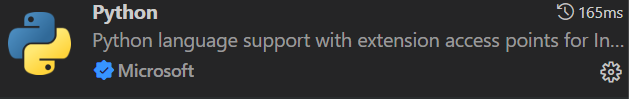 Python
165ms
Python language support with extension access points for In...
Microsoft